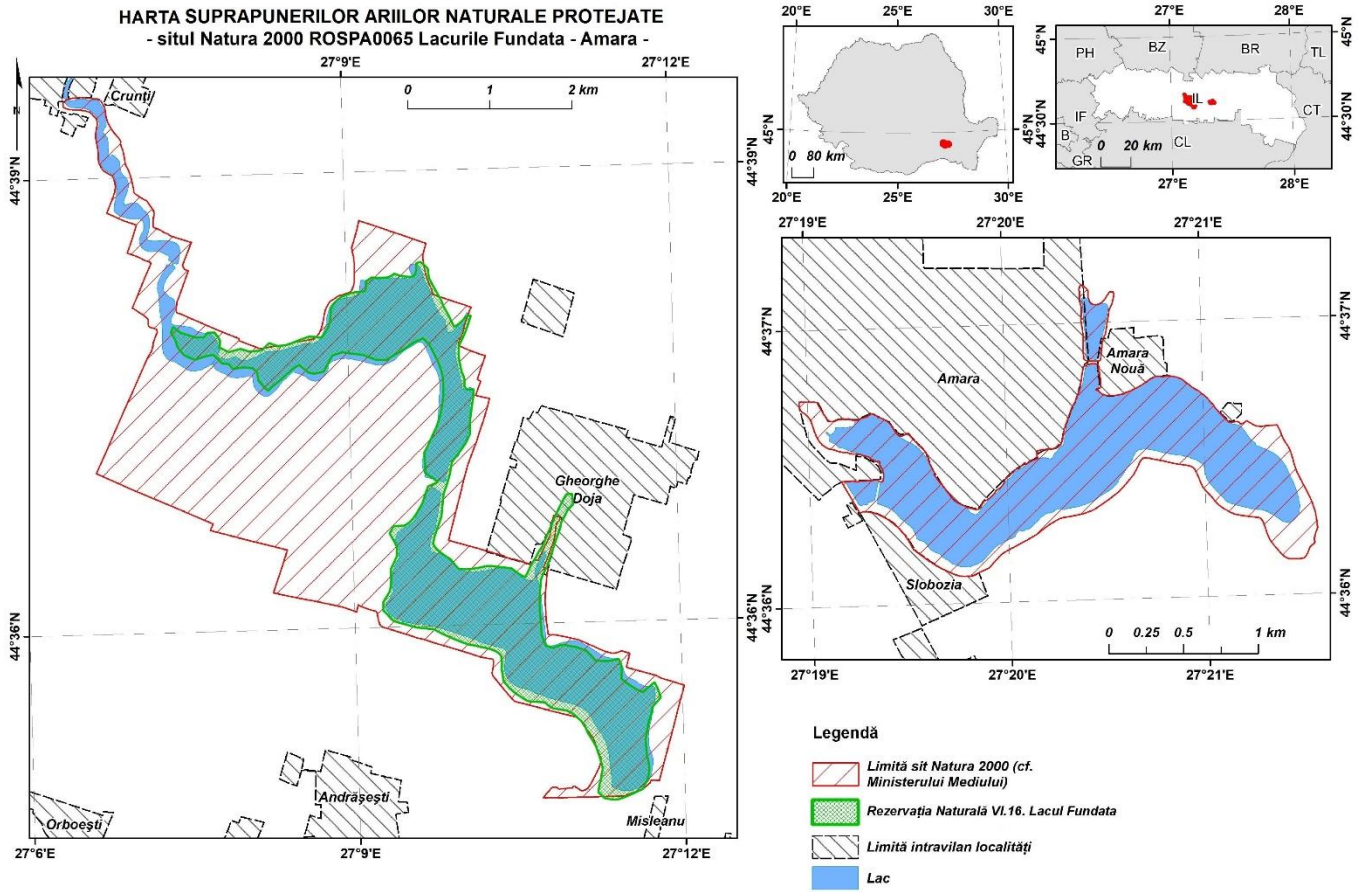 HARTA SUPRAPUNERILOR ARIILOR NATURALE PROTEJATE
- situl Natura 2000 ROSPA0065 Lacurile Fundata - Amara -
27°9'E
27°12'E
0 1 2 km
N
Crunți
44°39'N
44°39'N
Gheorghe
Doja
44°36'N
44°36'N
Andrășești
Orboești
Misleanu
27°6'E
27°9'E
27°12'E
20°E
25°E
30°E
45°N
45°N
0 80 km
20°E
25°E
30°E
27°E
28°E
45°N
45°N
PH
BZ
BR
TL
IL
IF
CT
B
CL
GR
44°30'N
44°30'N
0 20 km
27°E
28°E
27°19'E
27°20'E
27°21'E
44°37'N
44°37'N
Amara
Amara
Nouă
Slobozia
44°36'N
44°36'N
0 0.25 0.5 1 km
27°19'E
27°20'E
27°21'E
Legendă
Limită sit Natura 2000 (cf.
Ministerului Mediului)
Rezervația Naturală VI.16. Lacul Fundata
Limită intravilan localități
Lac